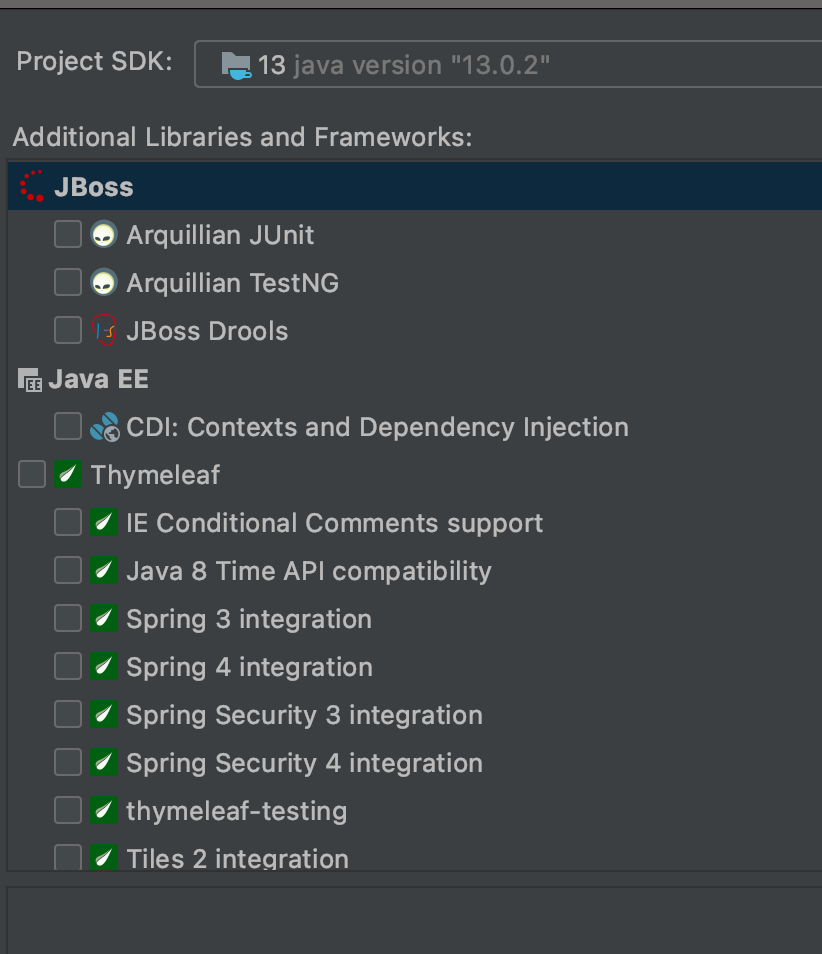 Project SDK:
13 java version "13.0.2"
Additional Libraries and Frameworks:
JBoss
Arquillian JUnit
Arquillian TestNG
JBoss Drools
Java EE
CDI: Contexts and Dependency Injection
Thymeleaf
IE Conditional Comments support
Java 8 Time API compatibility
Spring 3 integration
Spring 4 integration
Spring Security 3 integration
Spring Security 4 integration
thymeleaf-testing
Tiles 2 integration